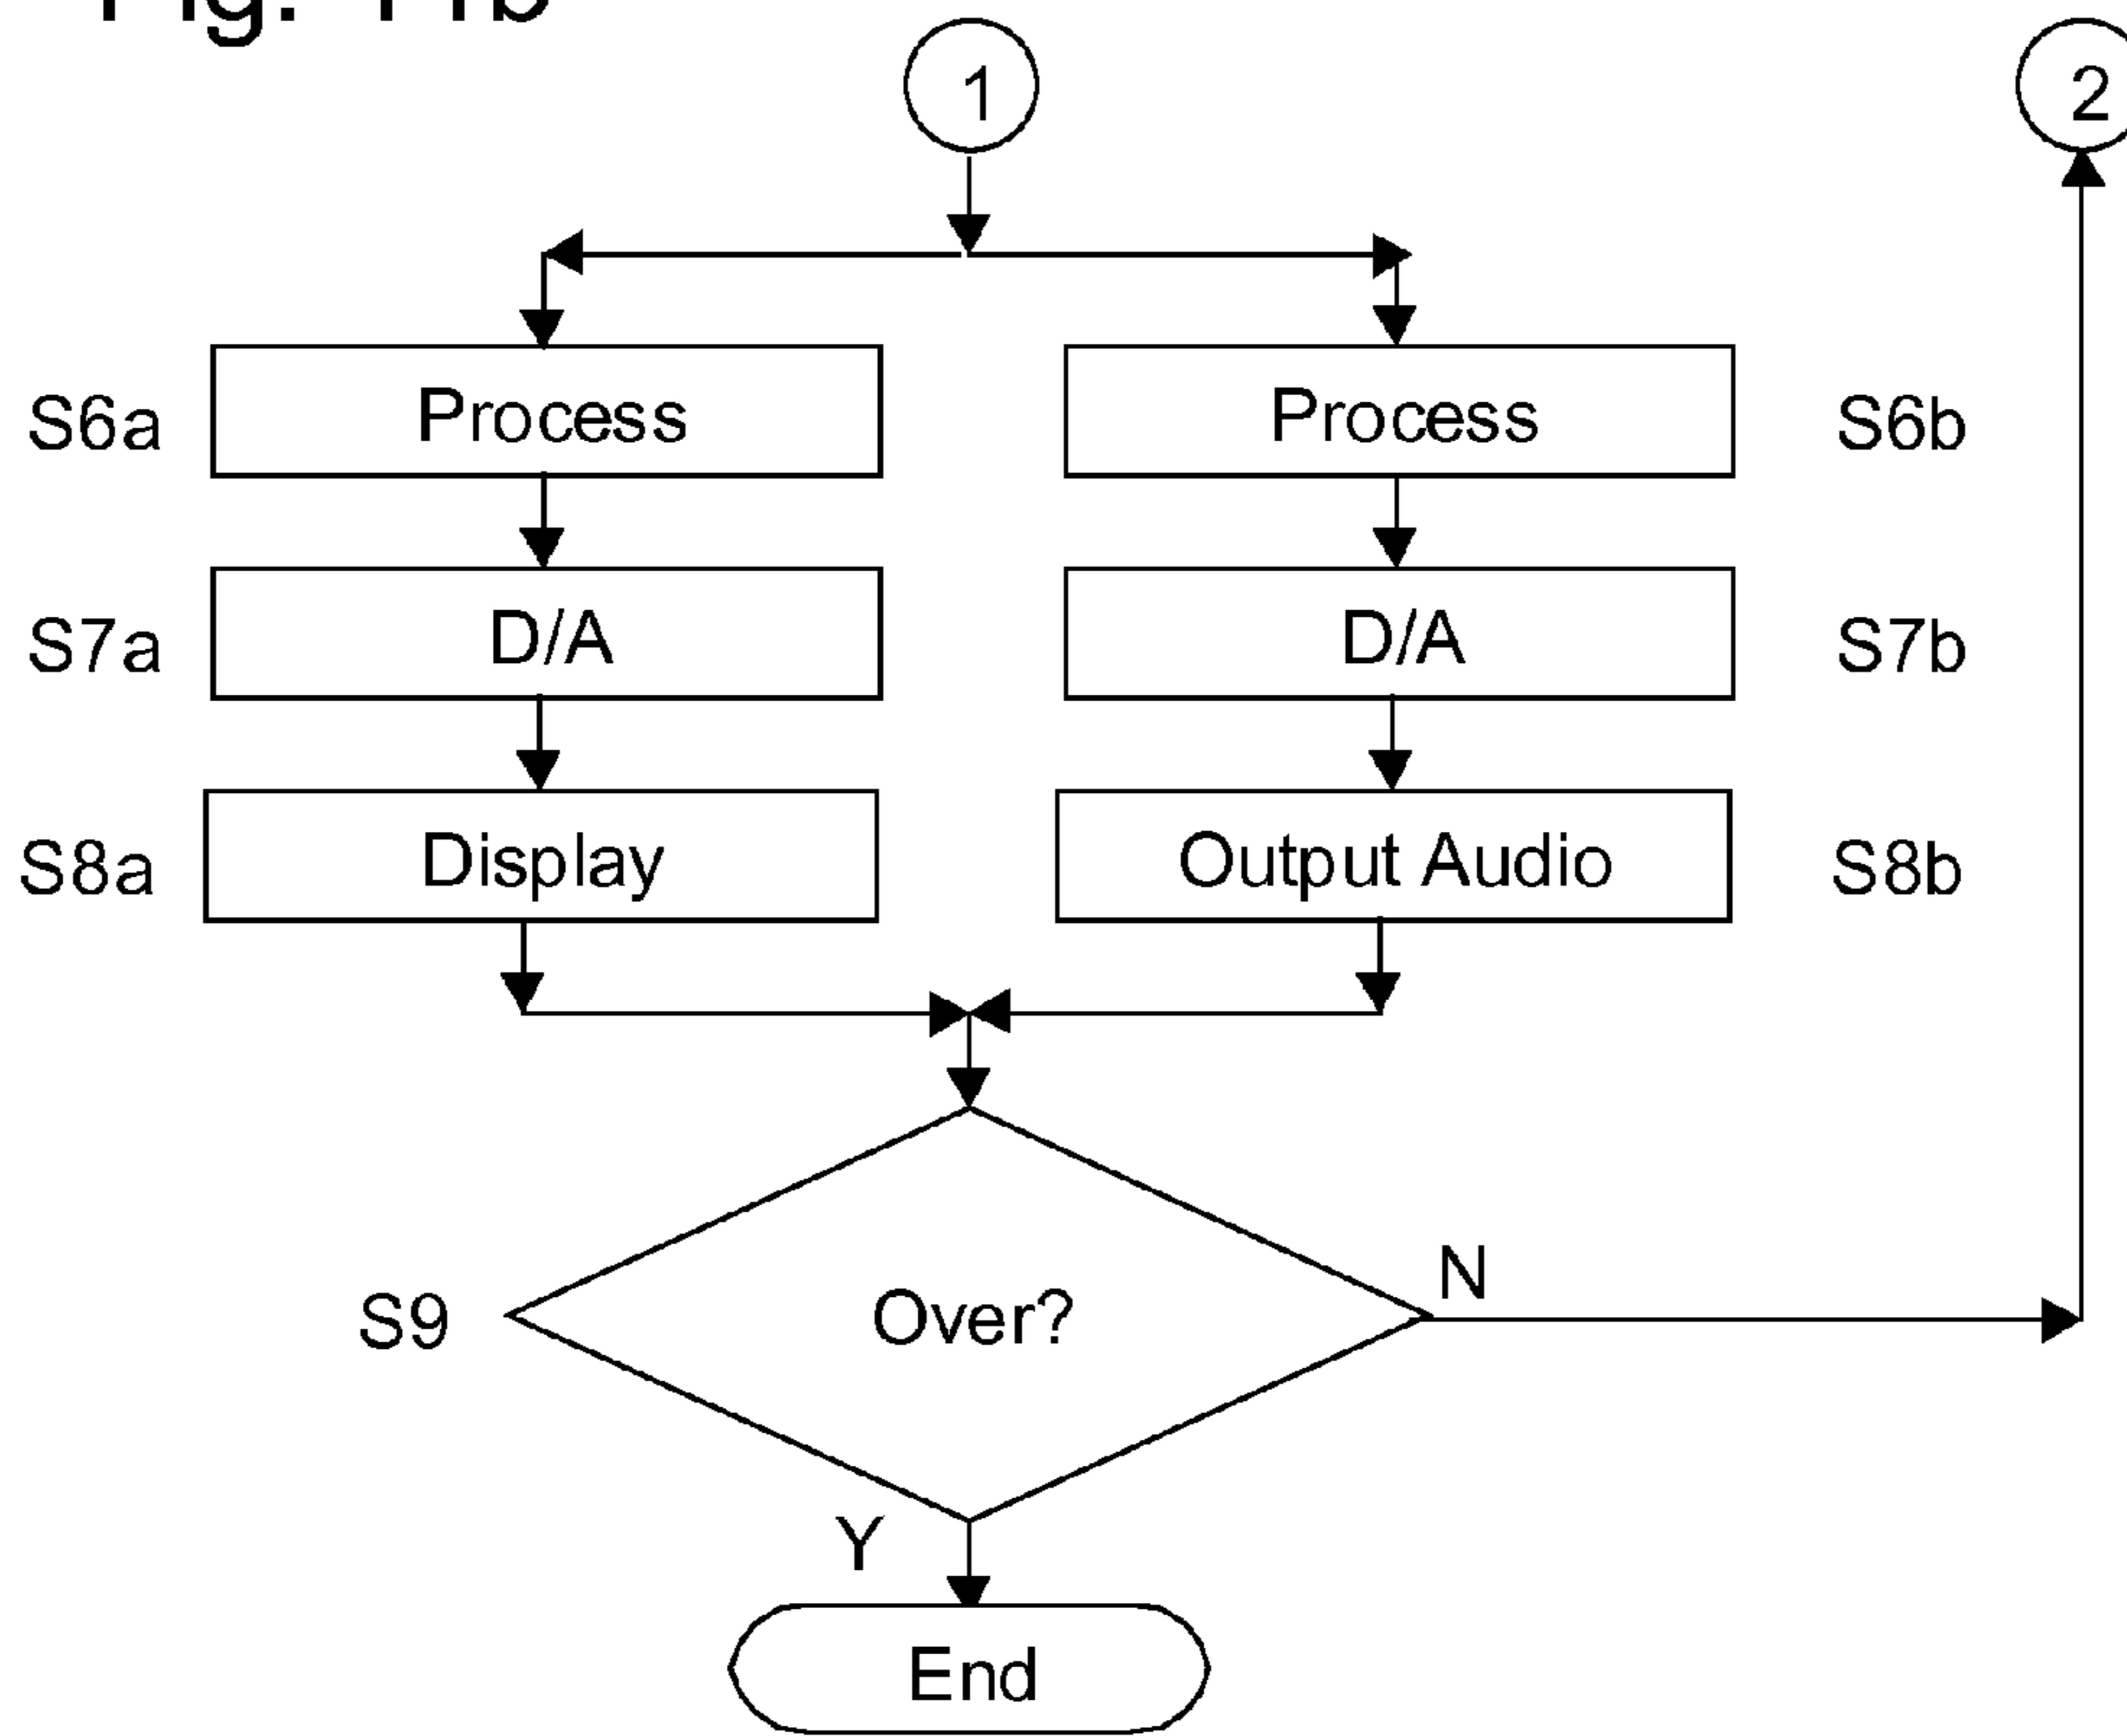 1 2
Process Process
S6a S6b
D/A D/A
S7a S7b
Display Output Audio
S8a S8b
N
S9 Over?
Y
End